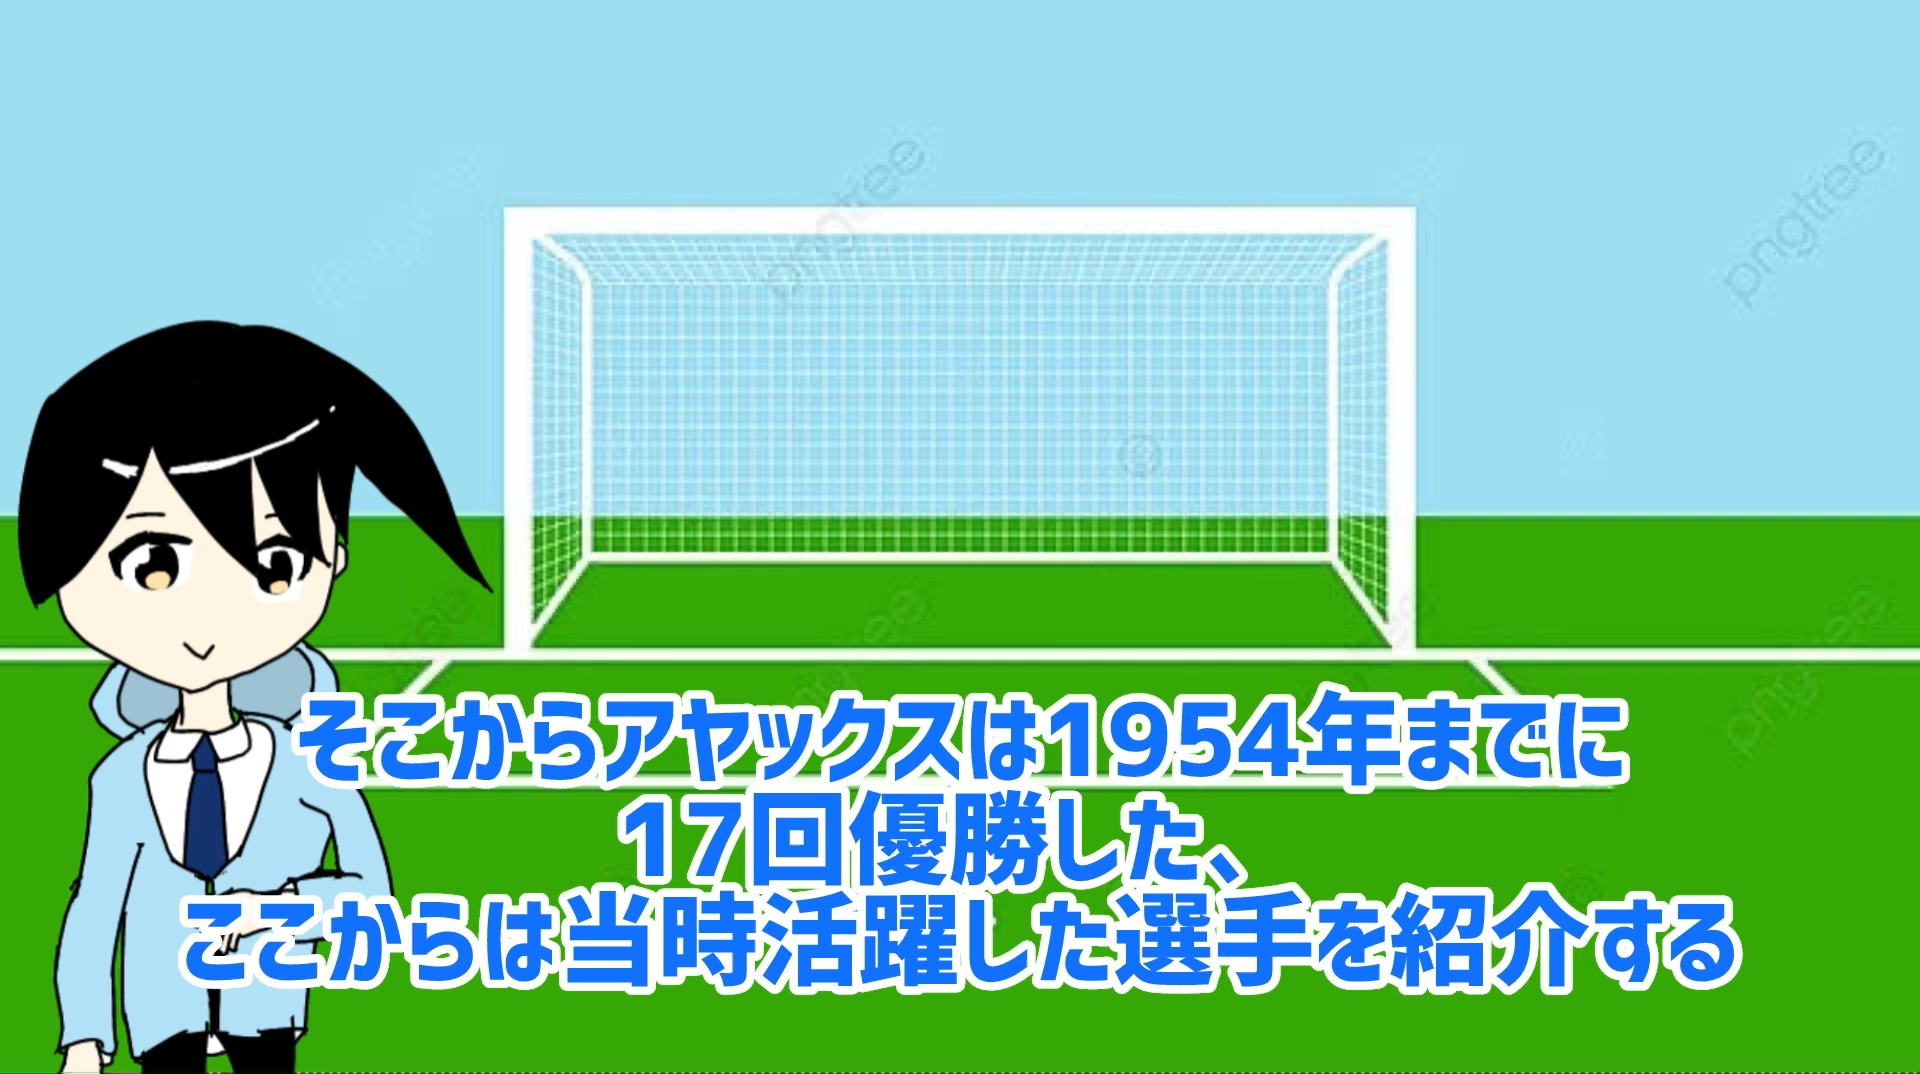 pngtree
pngtree
そこからアヤックスは1954年までに
17回優勝した、
ここからは当時活躍した選手を紹介する